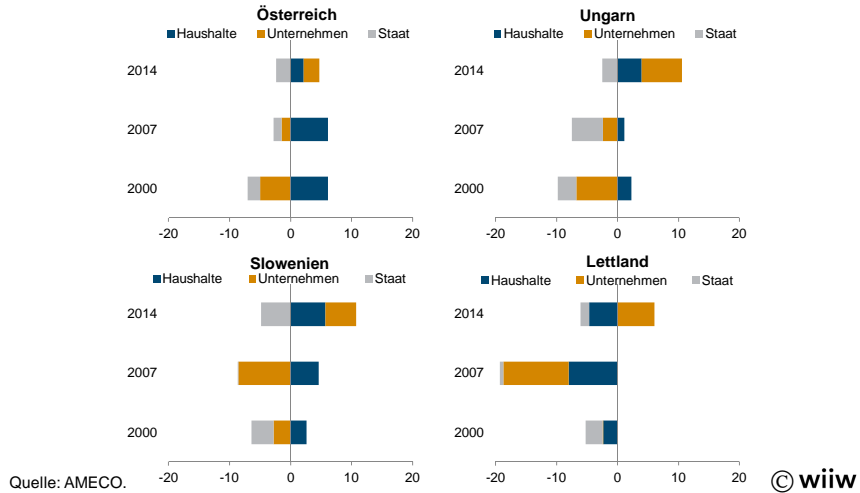 Österreich
Haushalte Unternehmen Staat
2014
2007
2000
-20 -10 0 10 20
Ungarn
Haushalte Unternehmen Staat
2014
2007
2000
-20 -10 0 10 20
Slowenien
Haushalte Unternehmen Staat
2014
2007
2000
-20 -10 0 10 20
Lettland
Haushalte Unternehmen Staat
2014
2007
2000
-20 -10 0 10 20
Quelle: AMECO.
© wiiw